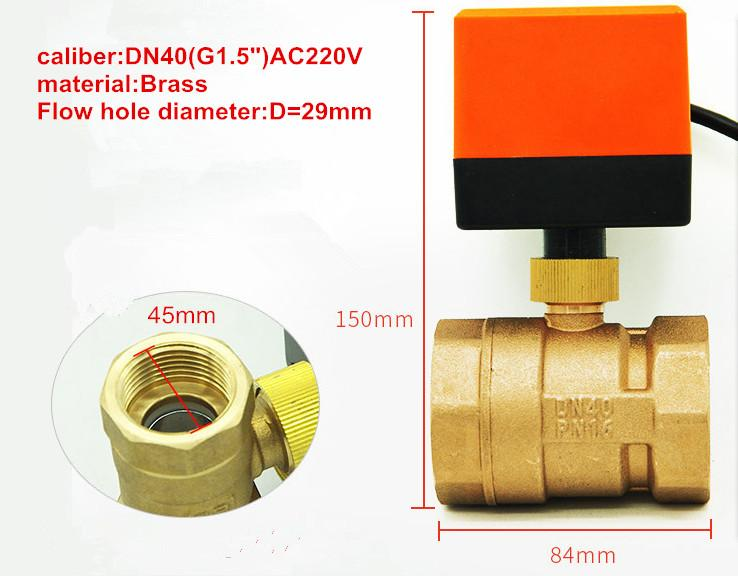 caliber:DN40(G1.5")AC220V
material:Brass
Flow hole diameter:D=29mm
45mm
150mm
DN40
PN16
84mm